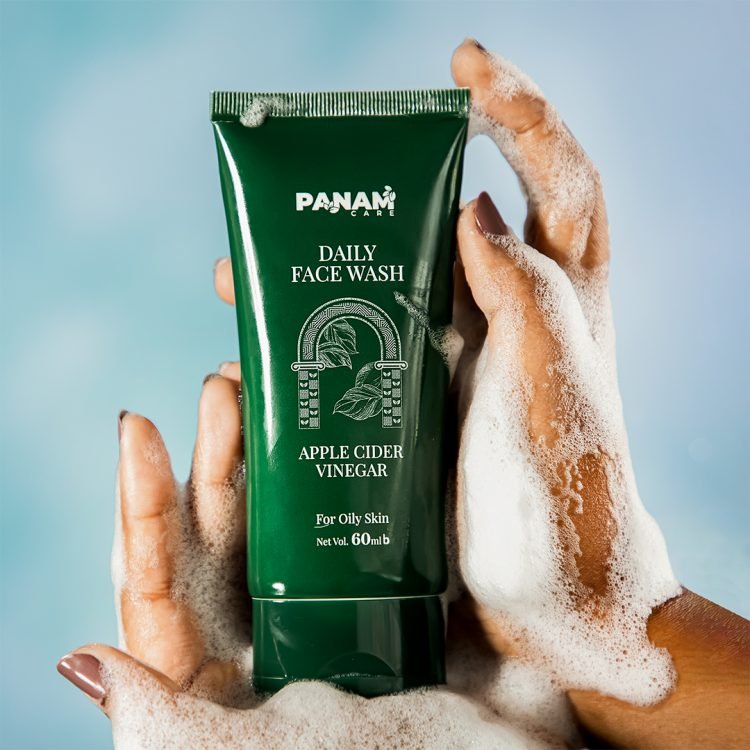 PANAM
CARE
DAILY
FACE WASH
APPLE CIDER
VINEGAR
For Oily Skin
Net Vol. 60ml b